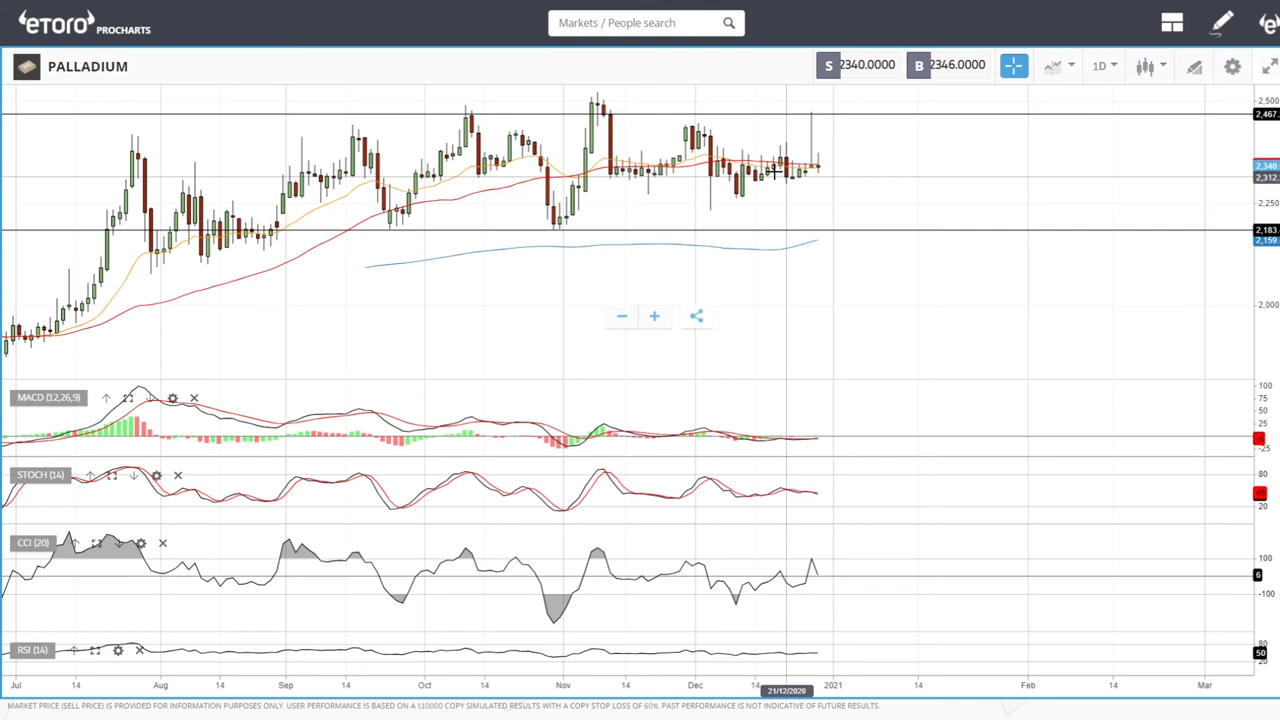 eTORO PROCHARTS
Markets / People search
PALLADIUM
S 2340.0000 B 2346.0000
1D
2,500
2,467.
2,340
2,312.
2,250
2,183.
2,159.
2,000
MACD (12,26,9)
100
75
50
25
-25
STOCH (14)
80
20
CCI (20)
100
6
-100
RSI (14)
80
50
20
Jul 14 Aug 14 Sep 14 Oct 14 Nov 14 Dec 14 21/12/2020 2021 14 Feb 14 Mar
MARKET PRICE (SELL PRICE) IS PROVIDED FOR INFORMATION PURPOSES ONLY. USER PERFORMANCE IS BASED ON A $10000 COPY SIMULATED RESULTS WITH A COPY STOP LOSS OF 60%. PAST PERFORMANCE IS NOT INDICATIVE OF FUTURE RESULTS.